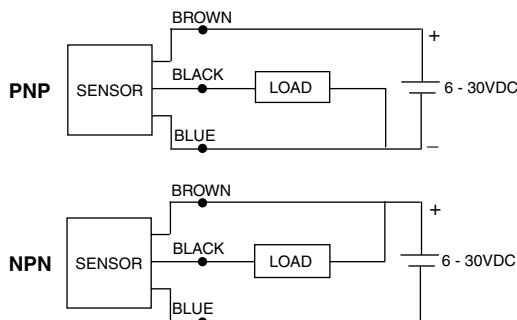 BROWN
+
BLACK
PNP SENSOR LOAD 6 - 30VDC
BLUE
−
BROWN
+
BLACK
NPN SENSOR LOAD 6 - 30VDC
BLUE